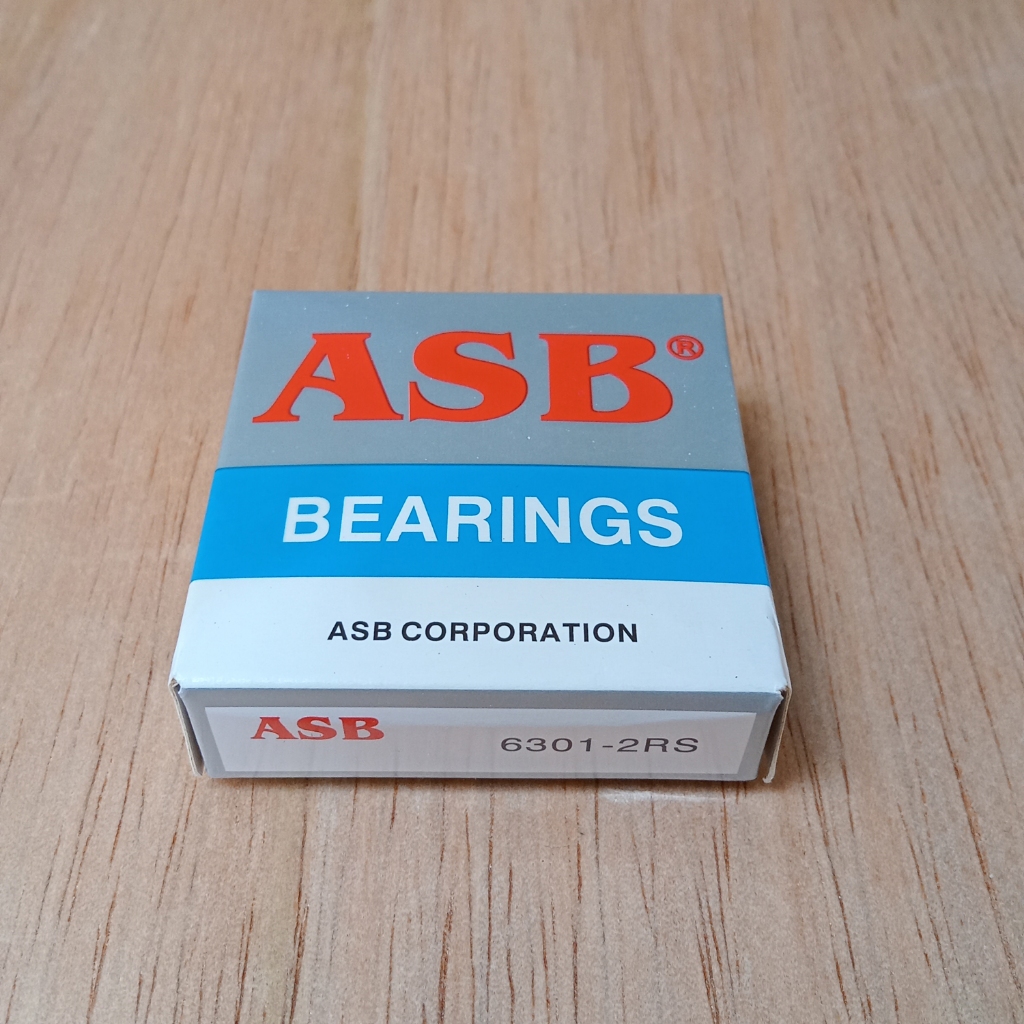 ASB®
BEARINGS
ASB CORPORATION
ASB 6301-2RS